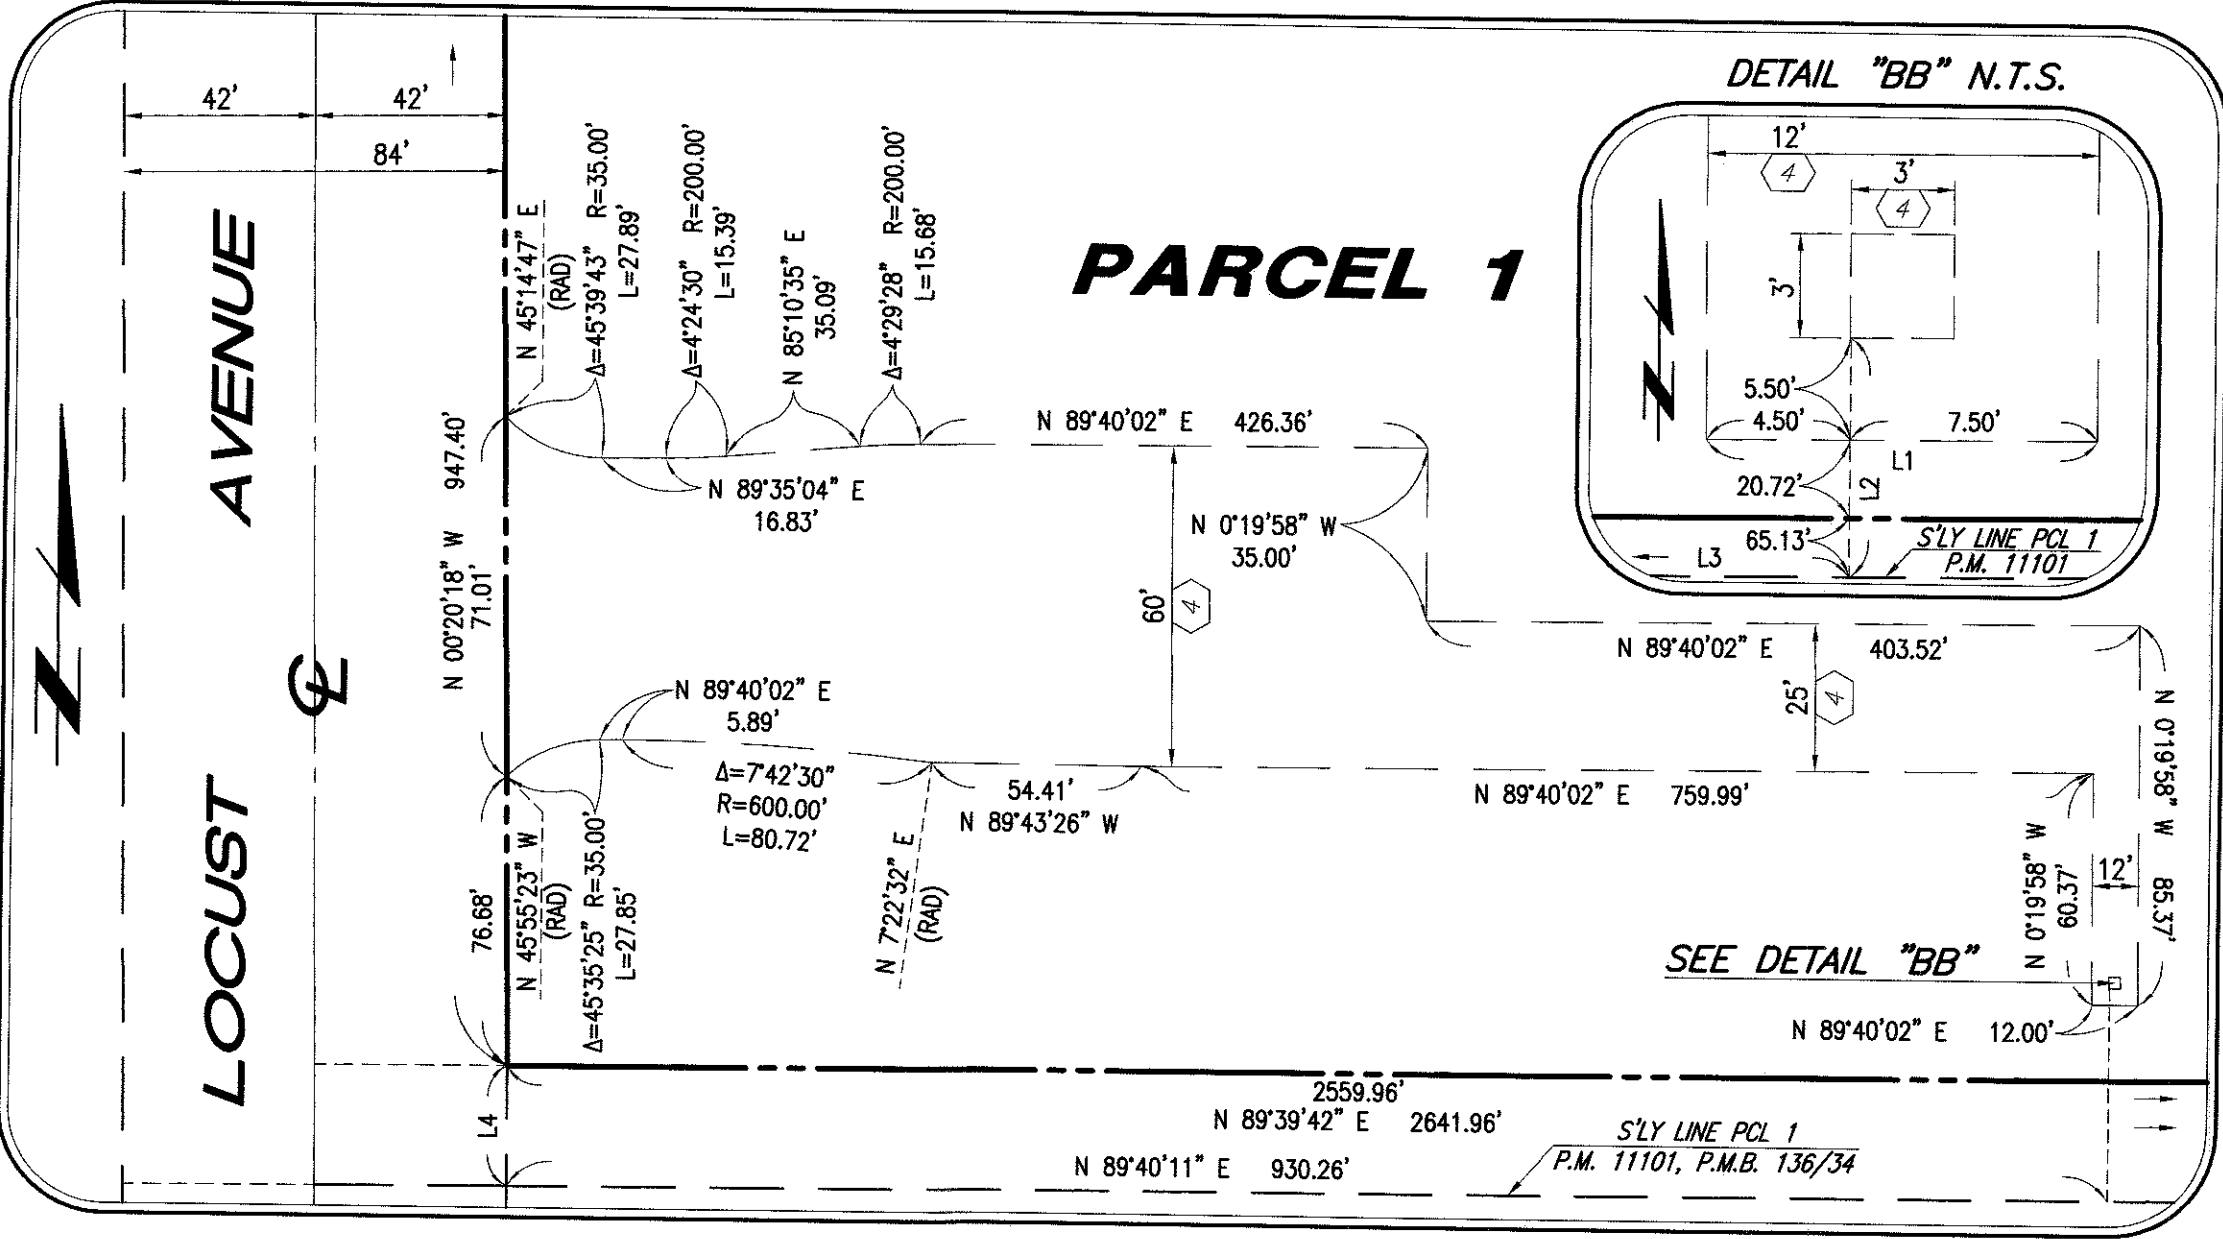 DETAIL "BB" N.T.S.
42'
42'
84'
LOCUST AVENUE
℄
N
N 00°20'18" W 947.40'
71.01'
76.68'
L4
N 45°14'47" E
(RAD)
Δ=45°39'43" R=35.00'
L=27.89'
Δ=4°24'30" R=200.00'
L=15.39'
N 85°10'35" E
35.09'
Δ=4°29'28" R=200.00'
L=15.68'
PARCEL 1
N 89°40'02" E 426.36'
N 89°35'04" E
16.83'
N 0°19'58" W
35.00'
60'
4
N 89°40'02" E 403.52'
25'
4
N 89°40'02" E
5.89'
Δ=7°42'30"
R=600.00'
L=80.72'
54.41'
N 89°43'26" W
N 89°40'02" E 759.99'
N 45°55'23" W
(RAD)
Δ=45°35'25" R=35.00'
L=27.85'
N 7°22'32" E
(RAD)
N 0°19'58" W
60.37'
12'
N 0°19'58" W 85.37'
SEE DETAIL "BB"
N 89°40'02" E 12.00'
2559.96'
N 89°39'42" E 2641.96'
N 89°40'11" E 930.26'
S'LY LINE PCL 1
P.M. 11101, P.M.B. 136/34
12'
4
3'
4
3'
N
5.50'
4.50'
7.50'
L1
20.72'
L2
65.13'
L3
S'LY LINE PCL 1
P.M. 11101